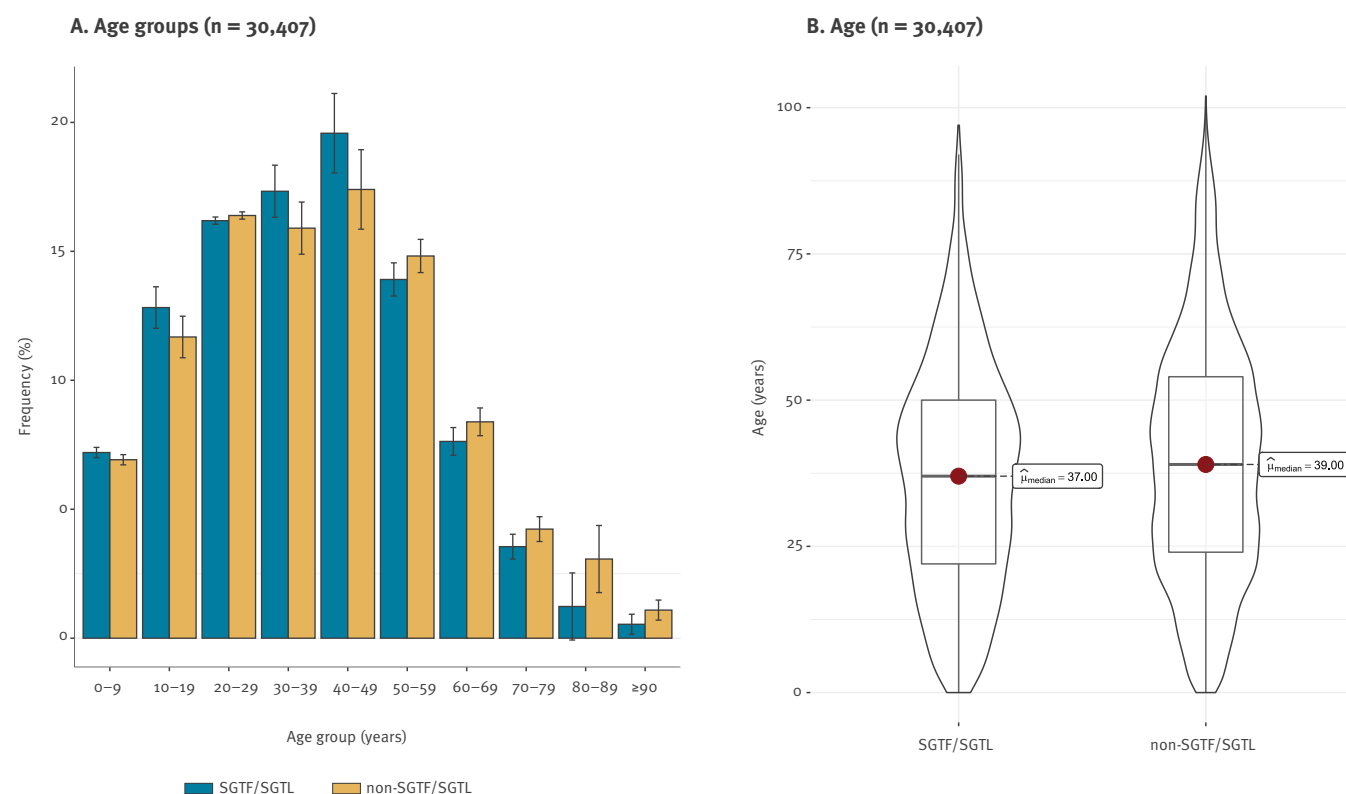 A. Age groups (n = 30,407)
Frequency (%)
20
15
10
0
0
0–9 10–19 20–29 30–39 40–49 50–59 60–69 70–79 80–89 ≥90
Age group (years)
SGTF/SGTL non-SGTF/SGTL
B. Age (n = 30,407)
Age (years)
100
75
50
25
0
μ̂median = 37.00
μ̂median = 39.00
SGTF/SGTL non-SGTF/SGTL